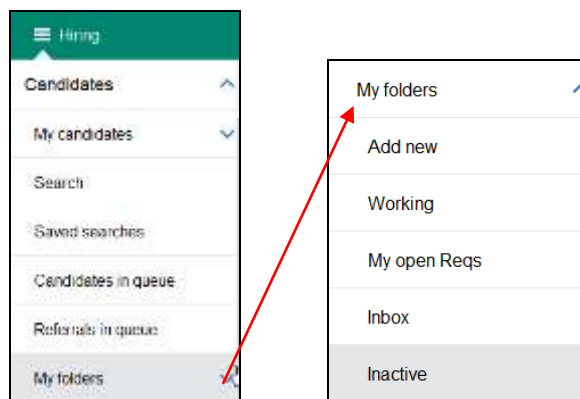 Hiring
Candidates
My candidates
Search
Saved searches
Candidates in queue
Referrals in queue
My folders
My folders
Add new
Working
My open Reqs
Inbox
Inactive